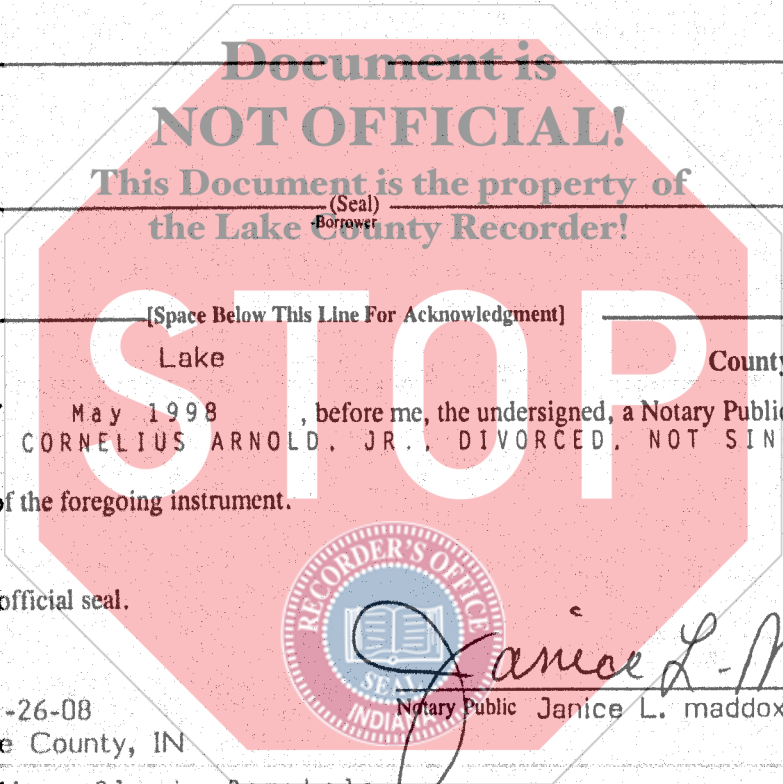 Document is
NOT OFFICIAL!
This Document is the property of
(Seal)
-Borrower
the Lake County Recorder!
STOP
[Space Below This Line For Acknowledgment]
Lake County
May 1998 , before me, the undersigned, a Notary Public
CORNELIUS ARNOLD, JR., DIVORCED, NOT SIN
of the foregoing instrument.
RECORDER'S OFFICE
SEAL
INDIANA
official seal.
Janice L. M
-26-08
Notary Public Janice L. maddox
e County, IN